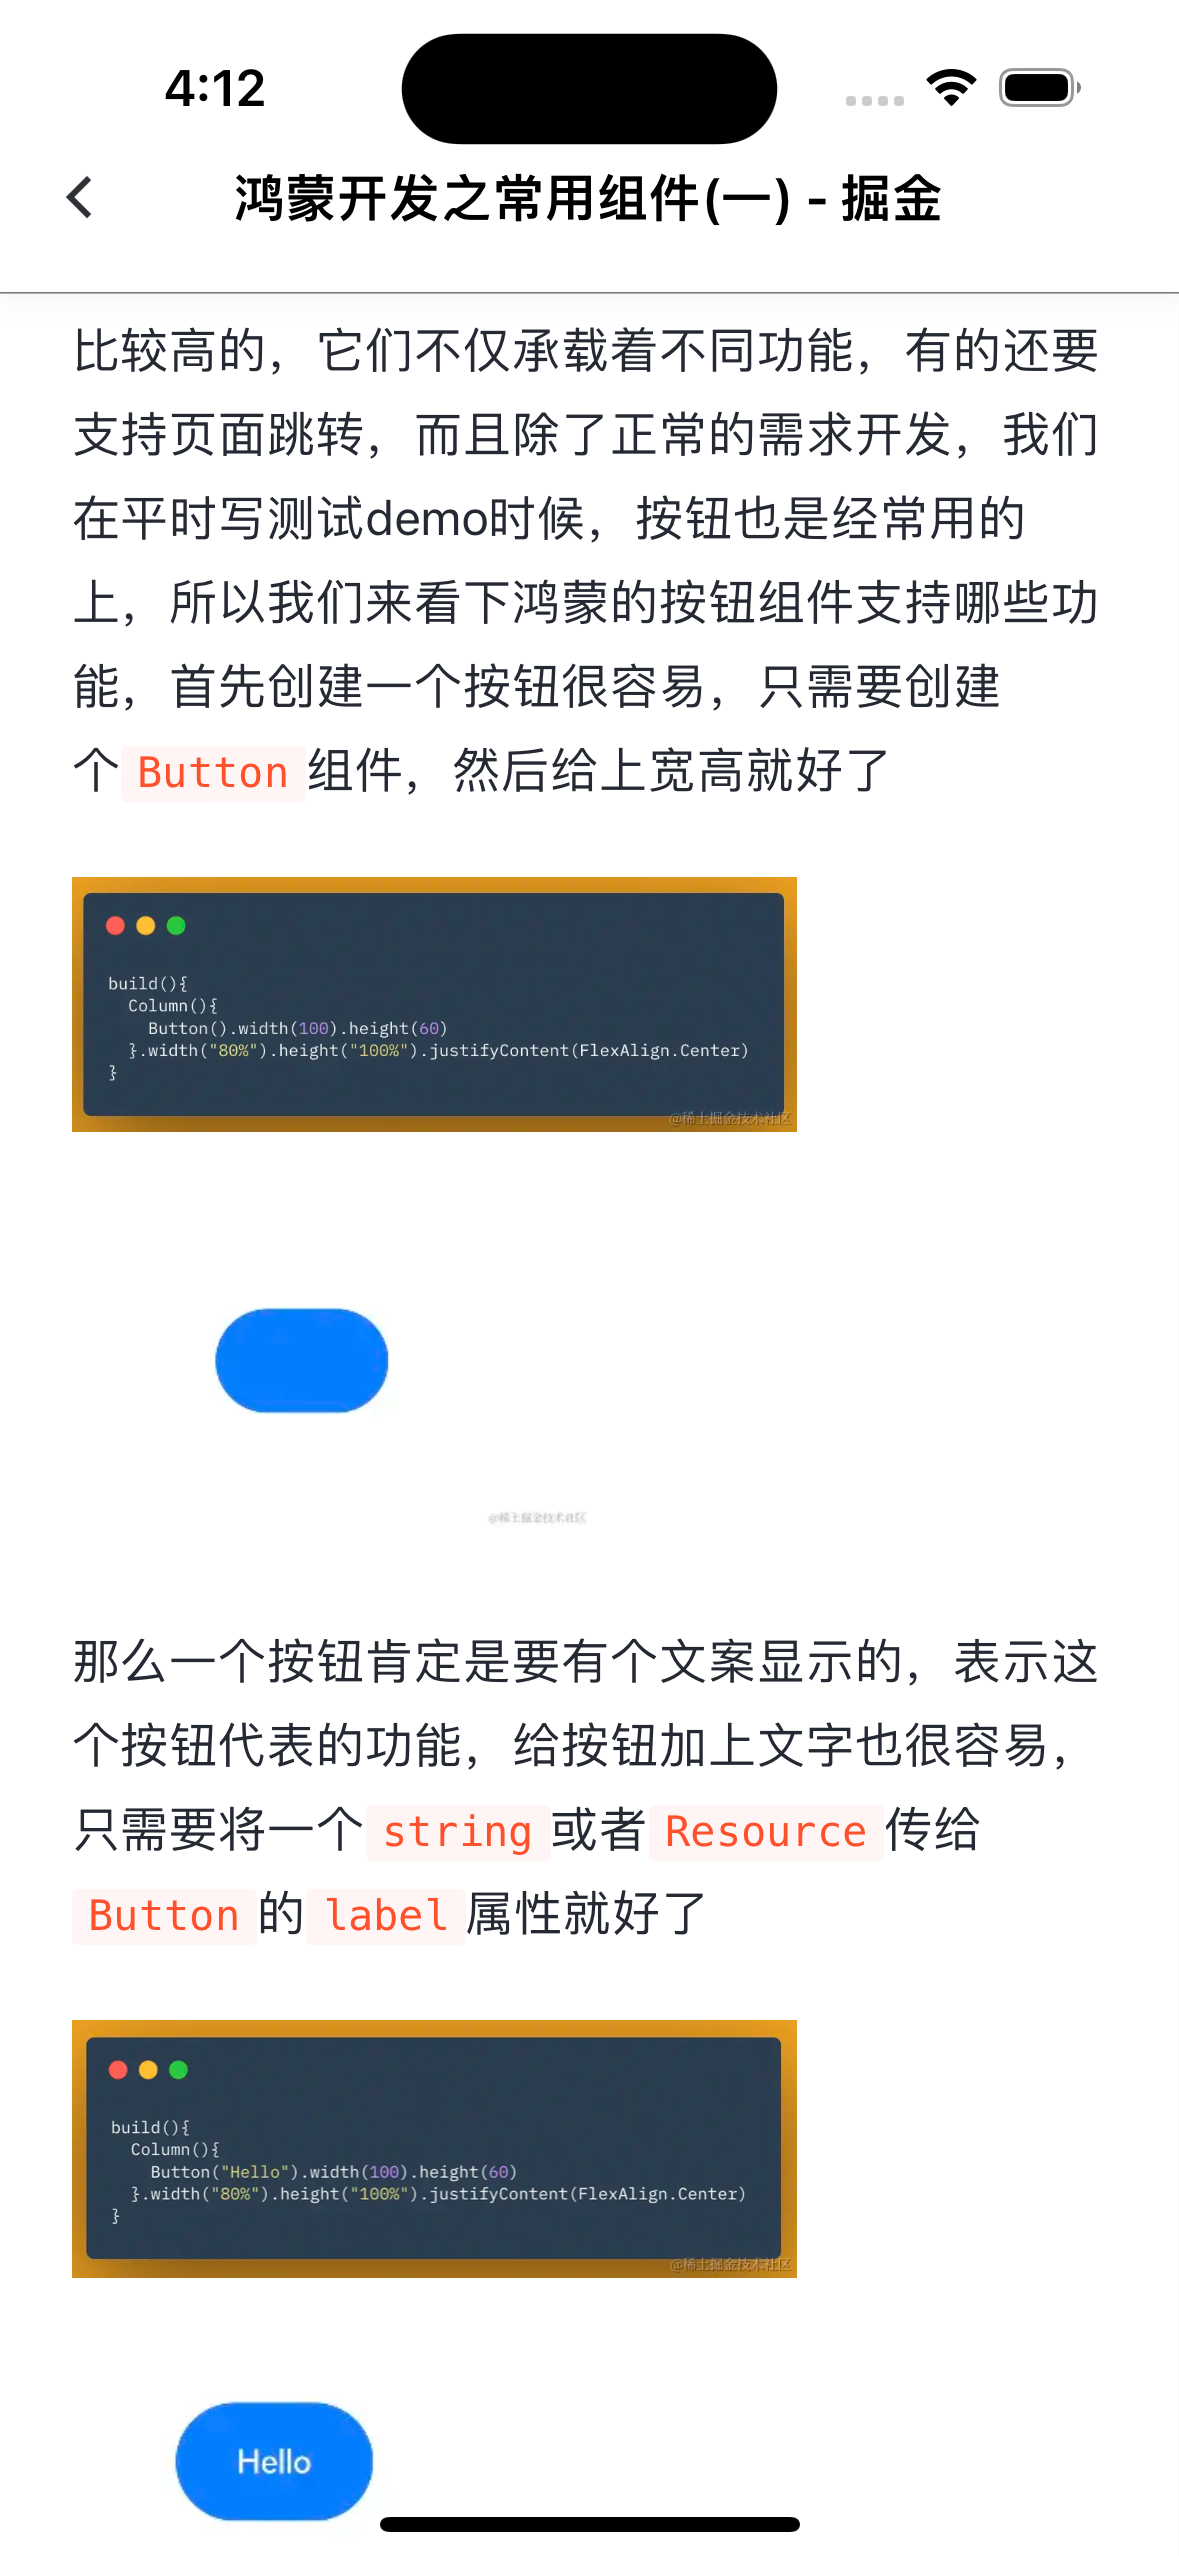 4:12
鸿蒙开发之常用组件(一) - 掘金
比较高的，它们不仅承载着不同功能，有的还要
支持页面跳转，而且除了正常的需求开发，我们
在平时写测试demo时候，按钮也是经常用的
上，所以我们来看下鸿蒙的按钮组件支持哪些功
能，首先创建一个按钮很容易，只需要创建
个 Button 组件，然后给上宽高就好了
build(){
  Column(){
    Button().width(100).height(60)
  }.width("80%").height("100%").justifyContent(FlexAlign.Center)
}
@稀土掘金技术社区
@稀土掘金技术社区
那么一个按钮肯定是要有个文案显示的，表示这
个按钮代表的功能，给按钮加上文字也很容易，
只需要将一个 string 或者 Resource 传给
Button 的 label 属性就好了
build(){
  Column(){
    Button("Hello").width(100).height(60)
  }.width("80%").height("100%").justifyContent(FlexAlign.Center)
}
@稀土掘金技术社区
Hello